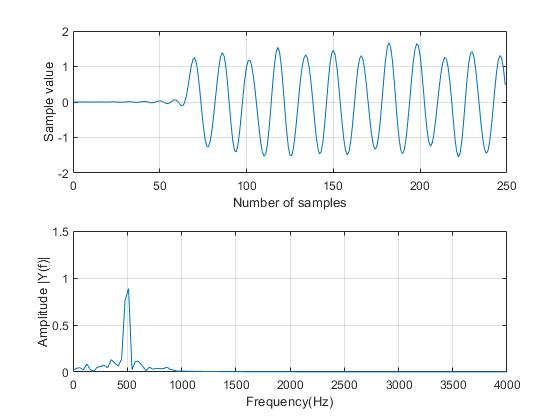 2
1
0
-1
-2
Sample value
0 50 100 150 200 250
Number of samples
1.5
1
0.5
0
Amplitude |Y(f)|
0 500 1000 1500 2000 2500 3000 3500 4000
Frequency(Hz)